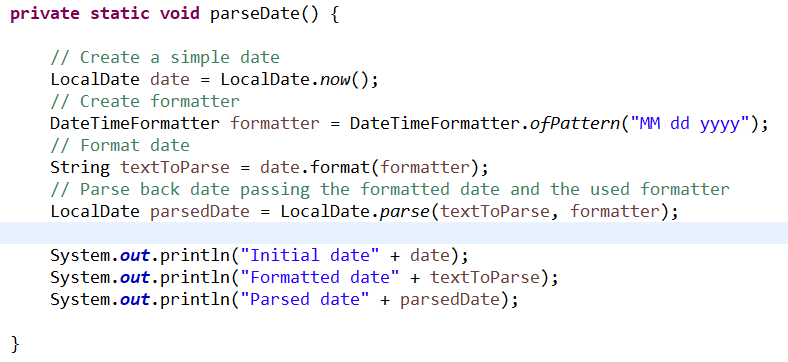 private static void parseDate() {
// Create a simple date
LocalDate date = LocalDate.now();
// Create formatter
DateTimeFormatter formatter = DateTimeFormatter.ofPattern("MM dd yyyy");
// Format date
String textToParse = date.format(formatter);
// Parse back date passing the formatted date and the used formatter
LocalDate parsedDate = LocalDate.parse(textToParse, formatter);
System.out.println("Initial date" + date);
System.out.println("Formatted date" + textToParse);
System.out.println("Parsed date" + parsedDate);
}